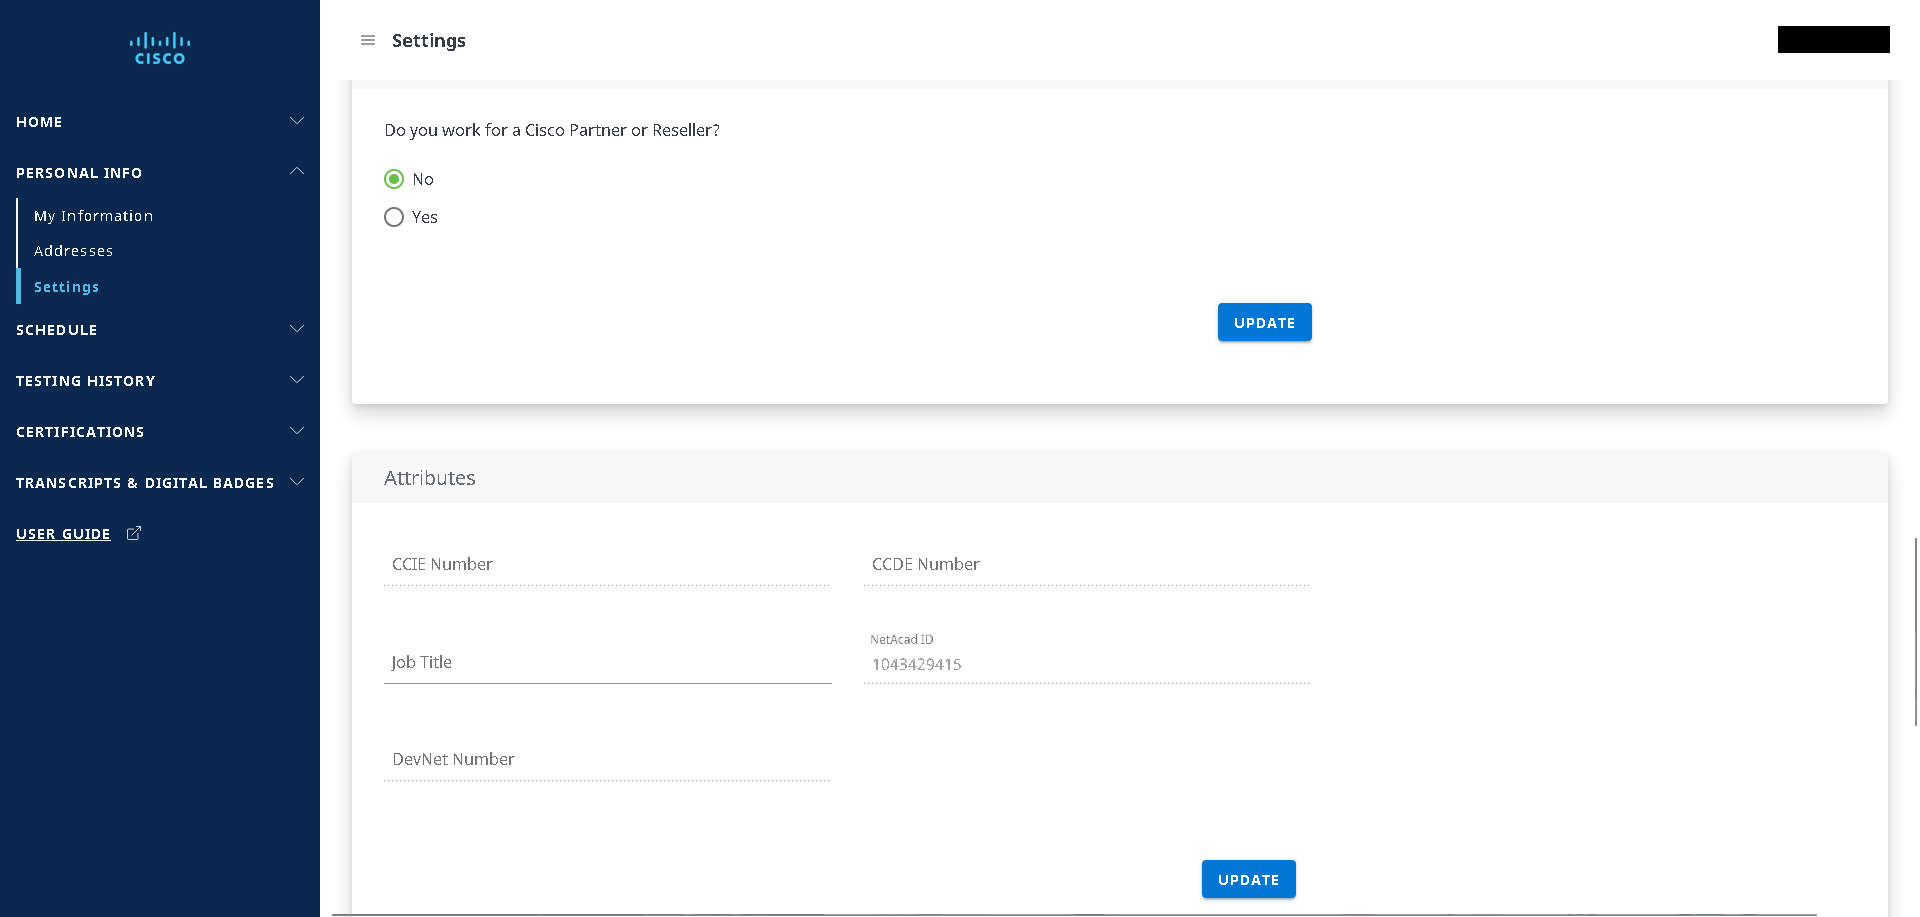 CISCO
HOME
PERSONAL INFO
My Information
Addresses
Settings
SCHEDULE
TESTING HISTORY
CERTIFICATIONS
TRANSCRIPTS & DIGITAL BADGES
USER GUIDE
Settings
Do you work for a Cisco Partner or Reseller?
No
Yes
UPDATE
Attributes
CCIE Number
CCDE Number
Job Title
NetAcad ID
1043429415
DevNet Number
UPDATE